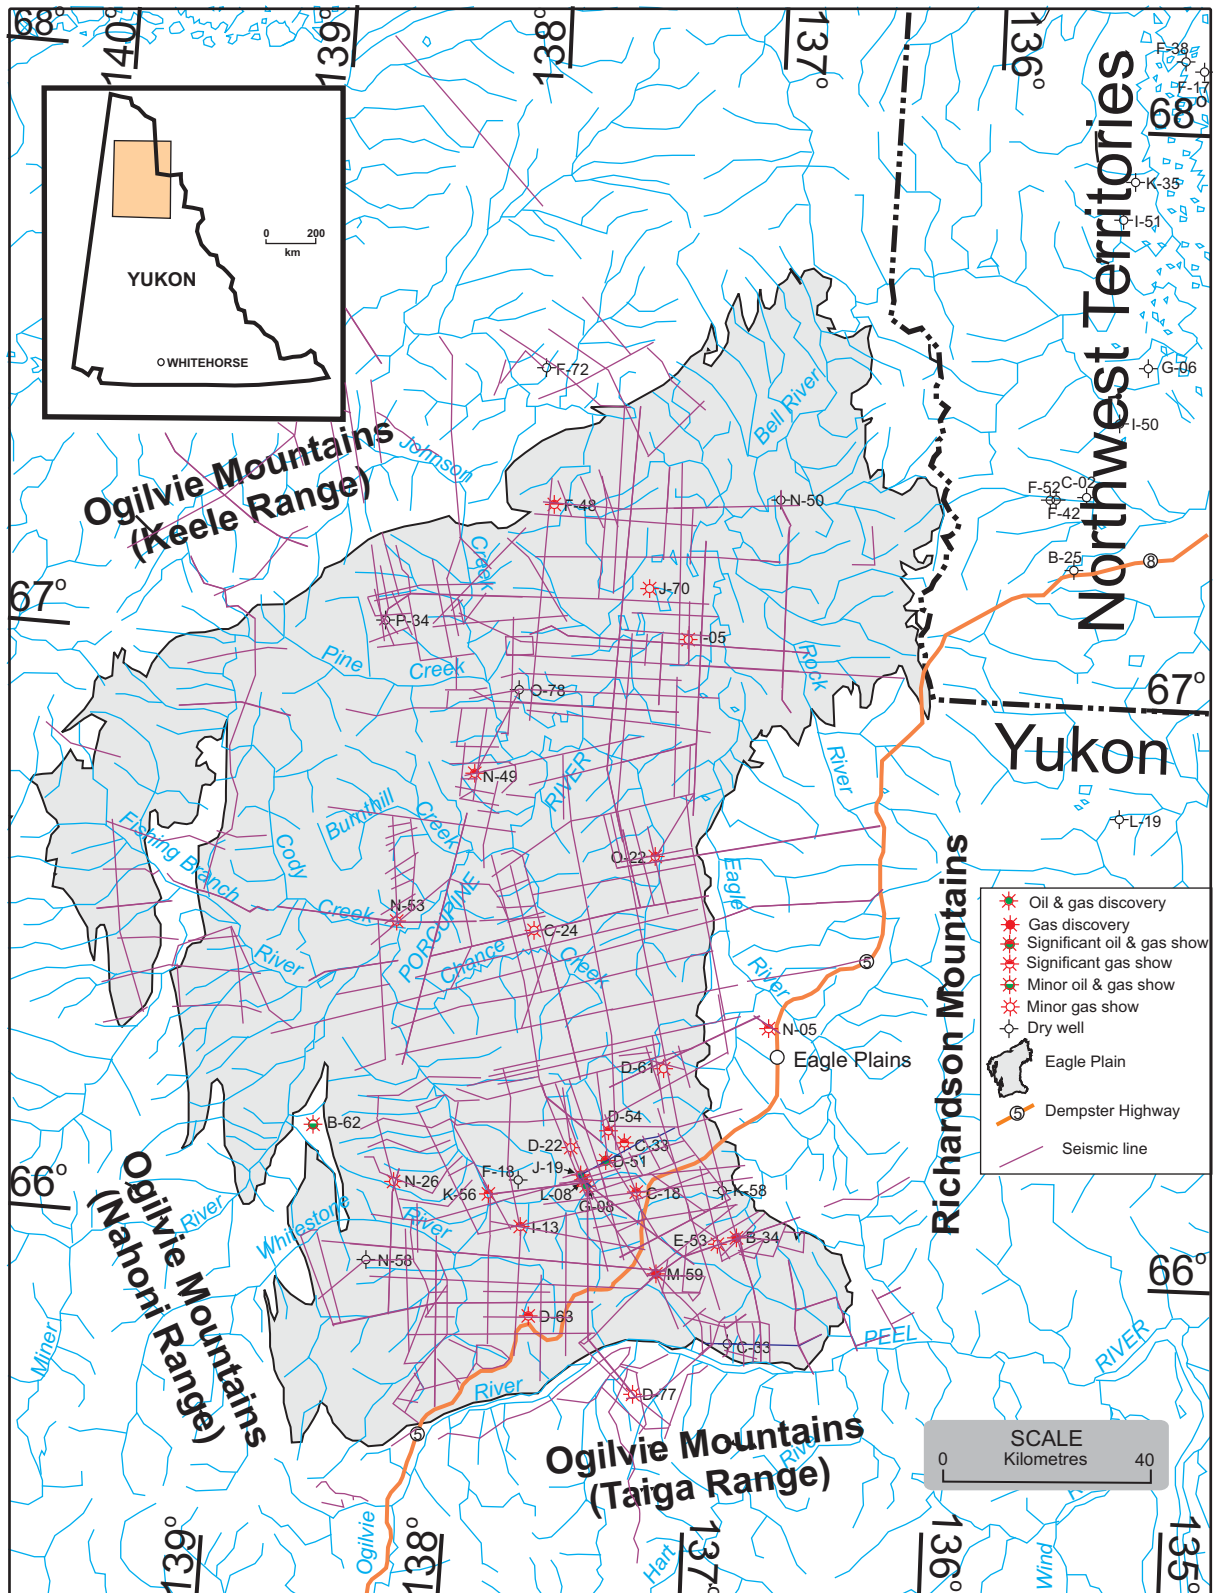 68°
140°
139°
138°
137°
136°
F-38
F-17
68°
K-35
I-51
Northwest Territories
0 200
km
YUKON
WHITEHORSE
F-72
G-06
I-50
Bell River
Johnson
Ogilvie Mountains
(Keele Range)
F-48
N-50
F-52
C-02
F-42
Creek
B-25
8
67°
J-70
P-34
I-05
Pine
Creek
Rock
O-78
67°
Yukon
N-49
RIVER
River
Burnthill
Creek
Fishing Branch
Cody
L-19
O-22
Eagle
Richardson Mountains
N-53
Creek
PORCUPINE
C-24
Chance
Creek
River
River
5
Oil & gas discovery
Gas discovery
Significant oil & gas show
Significant gas show
Minor oil & gas show
Minor gas show
Dry well
Eagle Plain
5
Dempster Highway
Seismic line
N-05
Eagle Plains
D-61
B-62
D-54
D-22
C-33
D-51
J-19
F-18
66°
N-26
K-56
L-08
G-08
C-18
K-58
River
Whitestone
River
I-13
E-53
B-34
N-58
M-59
66°
Ogilvie Mountains
(Nahoni Range)
D-63
C-33
PEEL
RIVER
Miner
River
D-77
5
Ogilvie Mountains
(Taiga Range)
River
SCALE
Kilometres
0 40
Ogilvie
Hart
Wind
139°
138°
137°
136°
135°